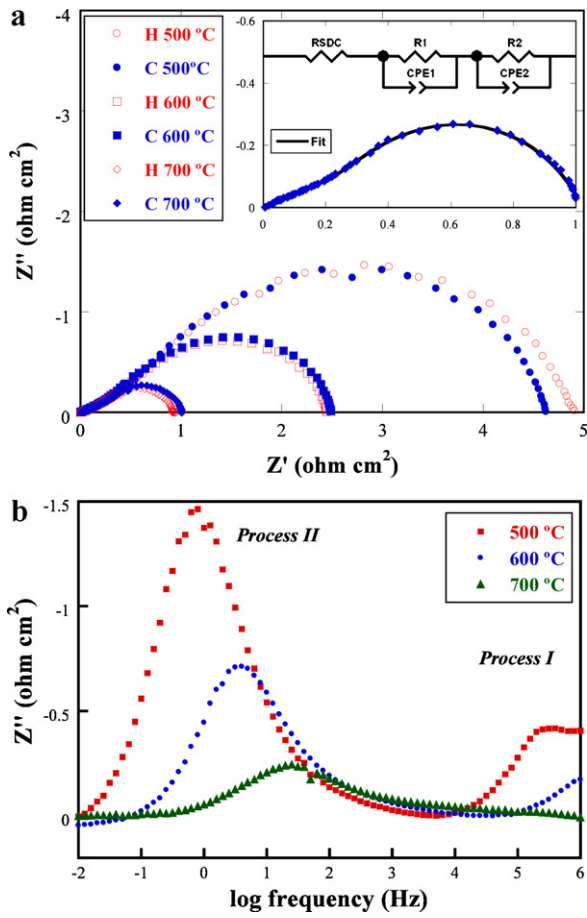 a
-4
-3
-2
-1
0
Z'' (ohm cm2)
H 500 ºC
C 500ºC
H 600 ºC
C 600 ºC
H 700 ºC
C 700 ºC
-0.8
-0.6
-0.4
-0.2
0
RSDC
R1
R2
CPE1
CPE2
Fit
0 0.2 0.4 0.6 0.8 1
0 1 2 3 4 5
Z' (ohm cm2)
b
-1.5
-1
-0.5
0
Z'' (ohm cm2)
Process II
500 ºC
600 ºC
700 ºC
Process I
-2 -1 0 1 2 3 4 5 6
log frequency (Hz)